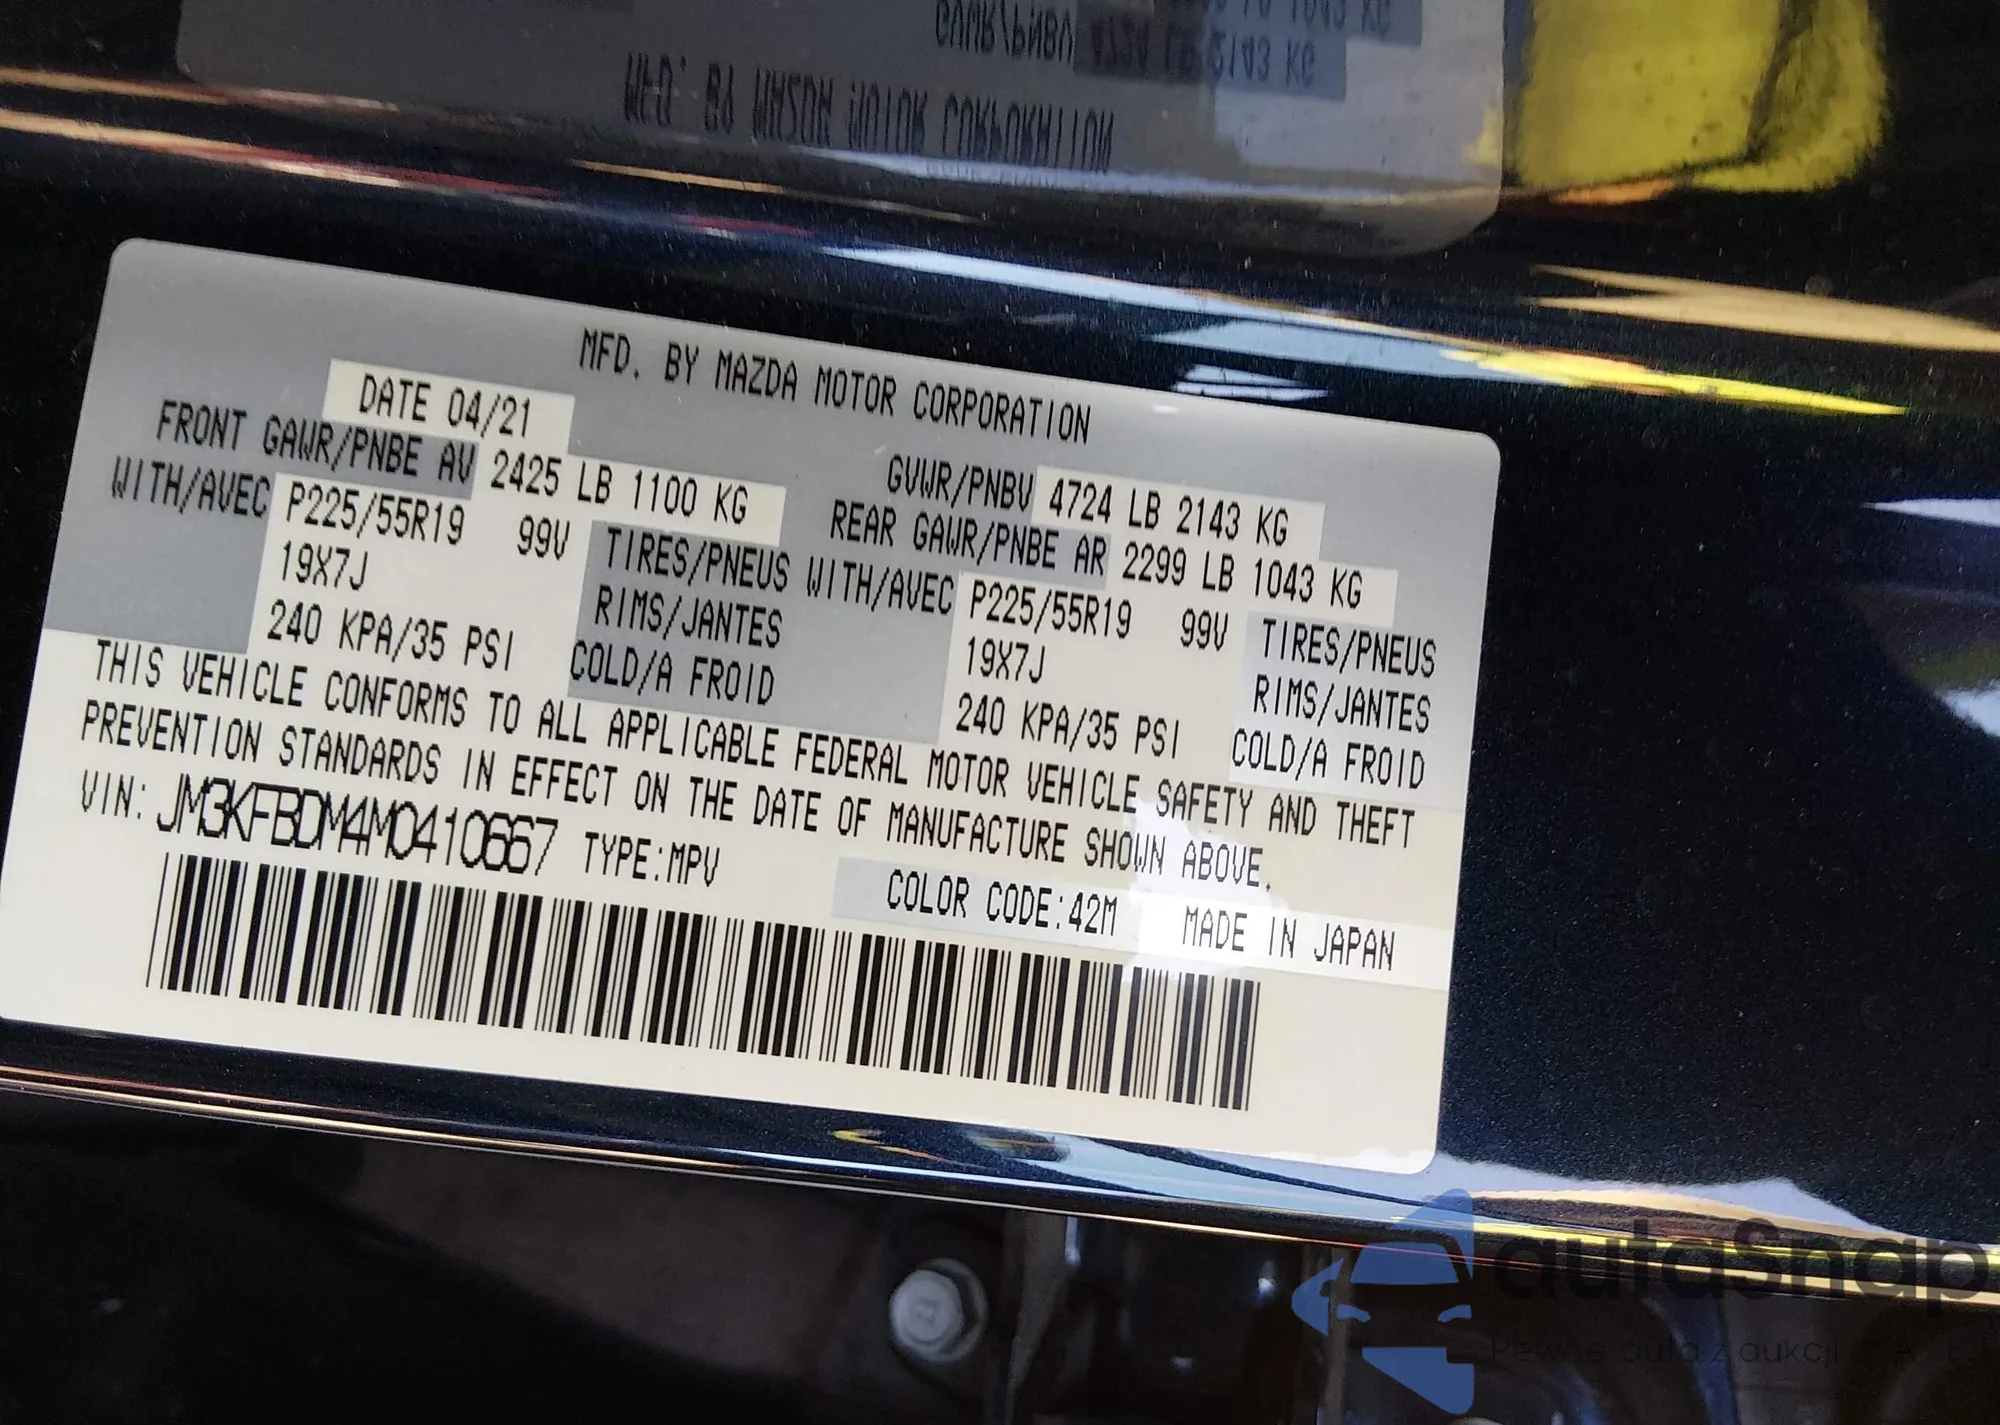 MFD. BY MAZDA MOTOR CORPORATION
DATE 04/21
GVWR/PNBV 4724 LB 2143 KG
FRONT GAWR/PNBE AV 2425 LB 1100 KG
REAR GAWR/PNBE AR 2299 LB 1043 KG
WITH/AVEC P225/55R19 99V TIRES/PNEUS
19X7J RIMS/JANTES
240 KPA/35 PSI COLD/A FROID
WITH/AVEC P225/55R19 99V TIRES/PNEUS
19X7J RIMS/JANTES
240 KPA/35 PSI COLD/A FROID
THIS VEHICLE CONFORMS TO ALL APPLICABLE FEDERAL MOTOR VEHICLE SAFETY AND THEFT
PREVENTION STANDARDS IN EFFECT ON THE DATE OF MANUFACTURE SHOWN ABOVE.
VIN: JM3KFBDM4M0410667 TYPE:MPV
COLOR CODE:42M MADE IN JAPAN
autoSnap
Pewne auta z aukcji